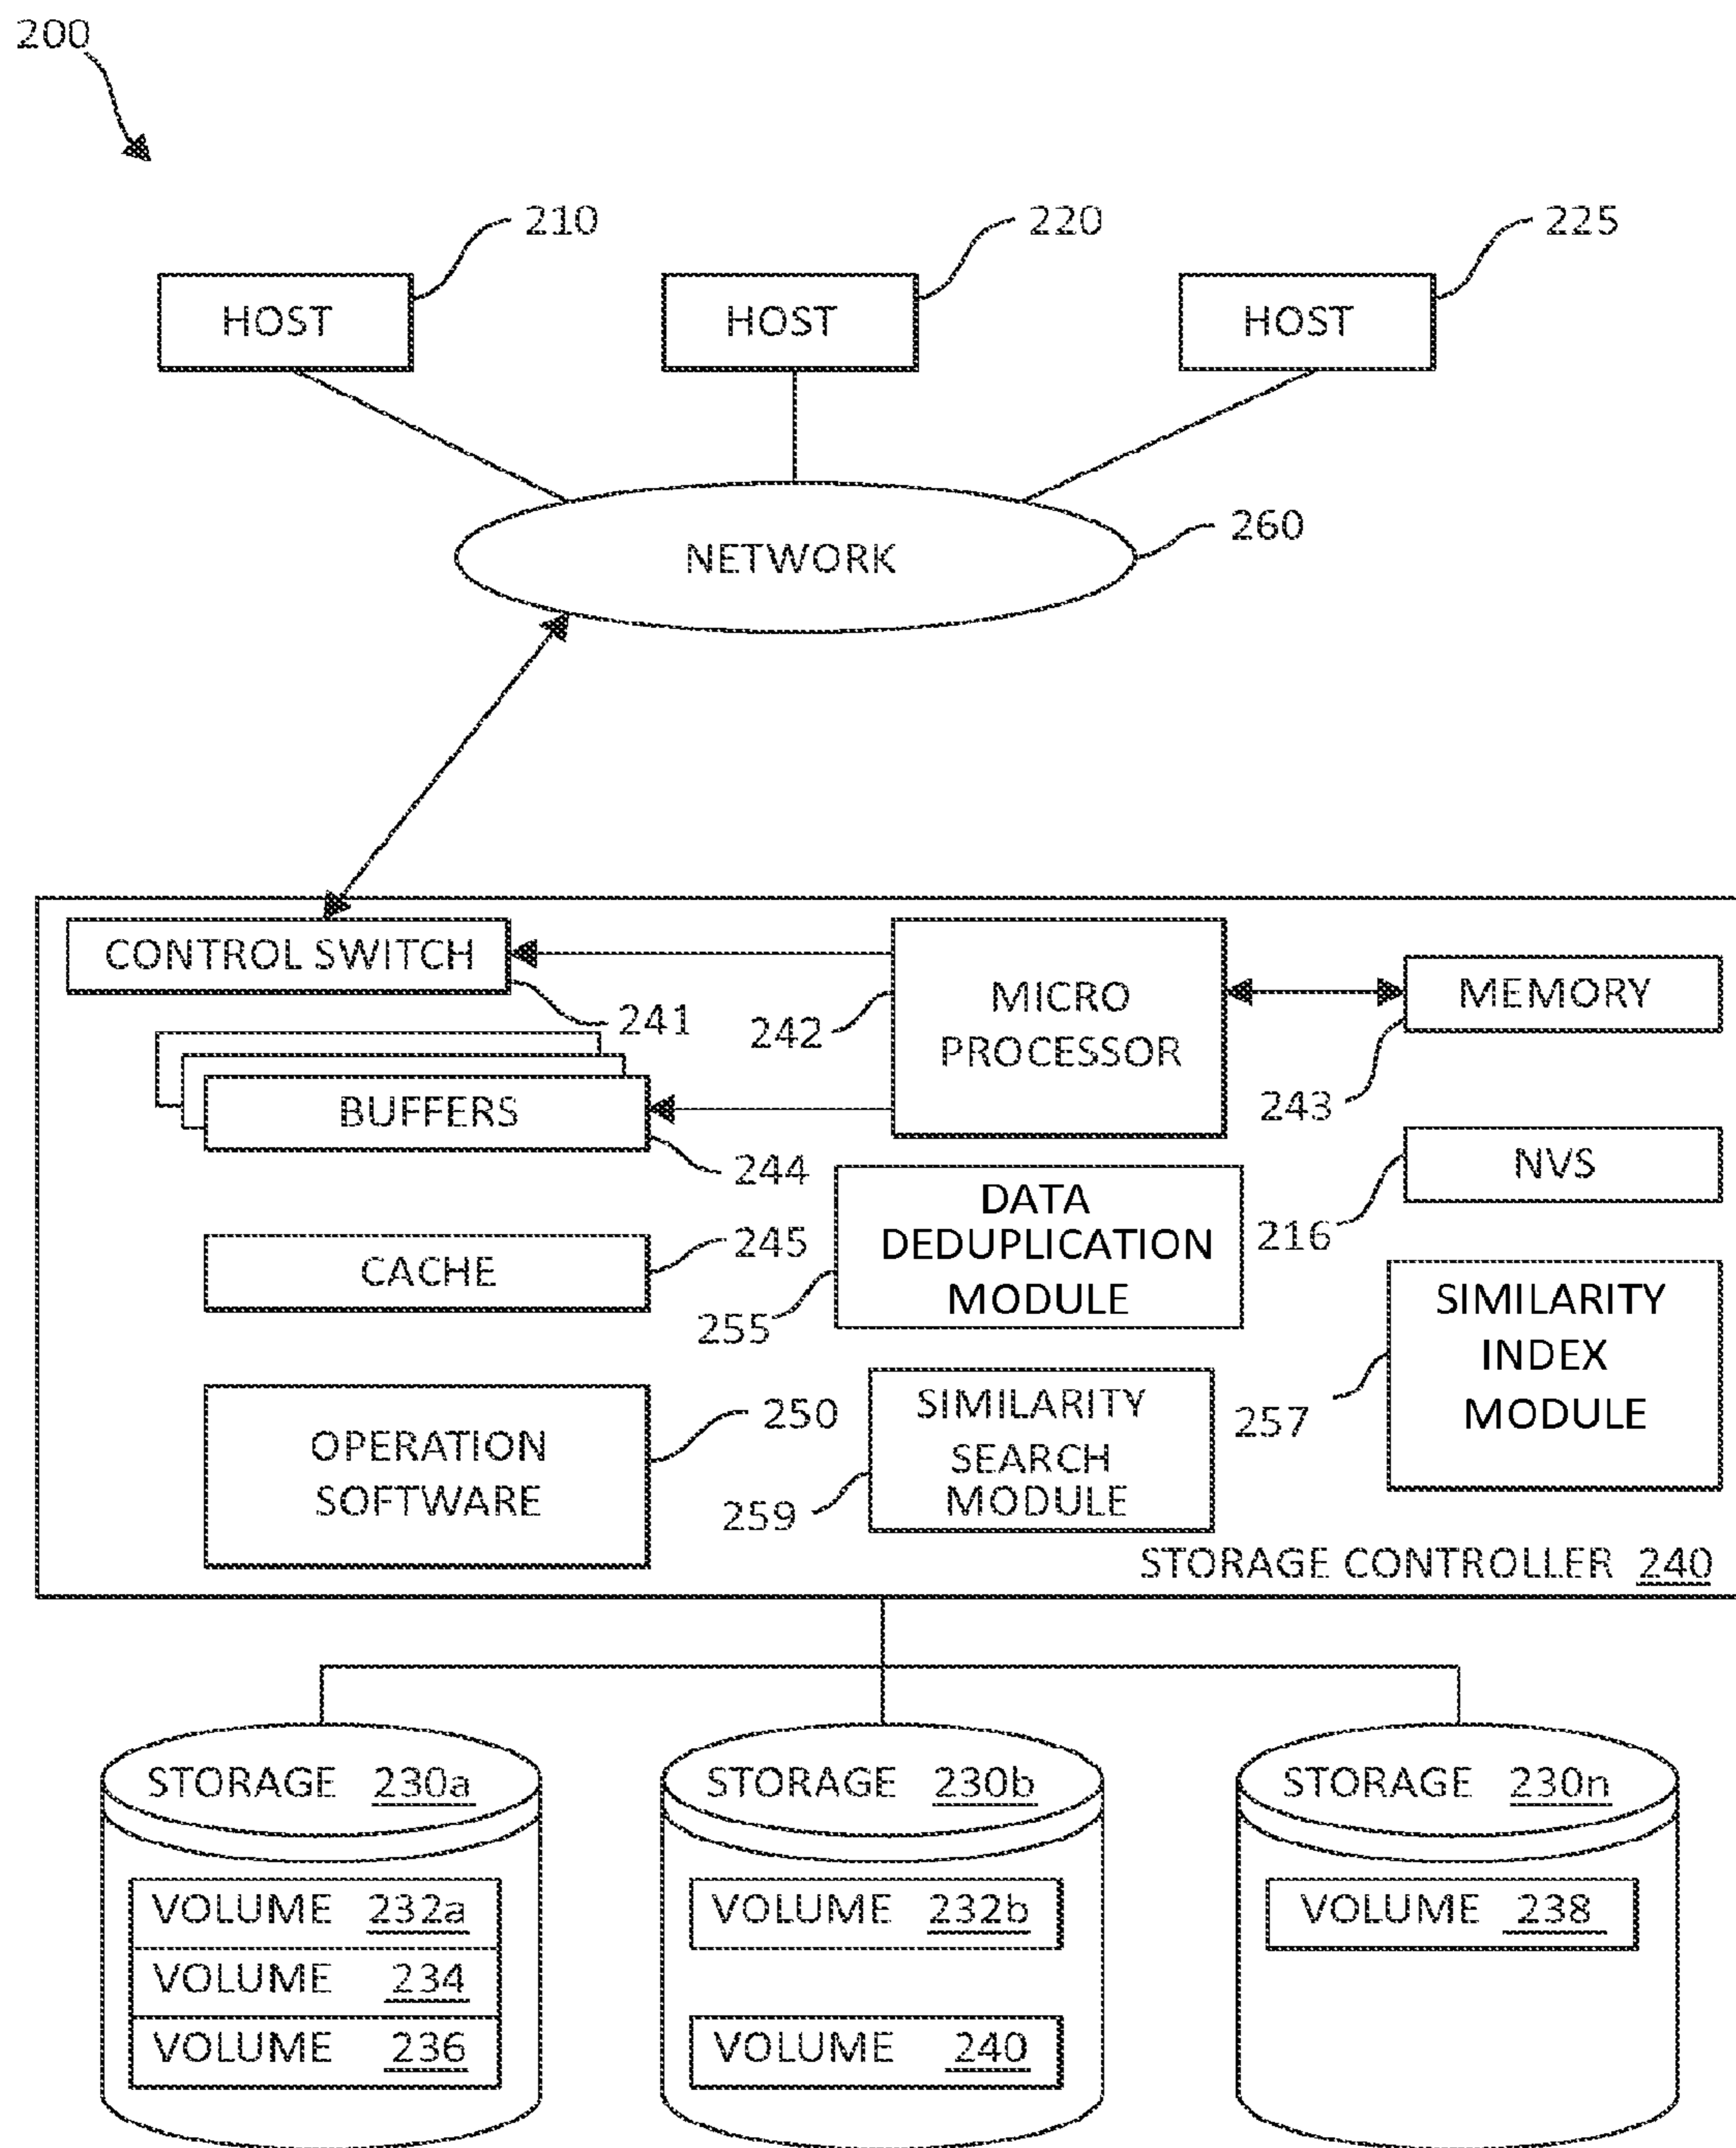 200
210
220
225
HOST
HOST
HOST
260
NETWORK
CONTROL SWITCH
241
242
MICRO
PROCESSOR
MEMORY
243
BUFFERS
244
NVS
216
DATA
DEDUPLICATION
MODULE
255
CACHE
245
SIMILARITY
INDEX
MODULE
257
OPERATION
SOFTWARE
250
SIMILARITY
SEARCH
MODULE
259
STORAGE CONTROLLER 240
STORAGE 230a
STORAGE 230b
STORAGE 230n
VOLUME 232a
VOLUME 234
VOLUME 236
VOLUME 232b
VOLUME 240
VOLUME 238